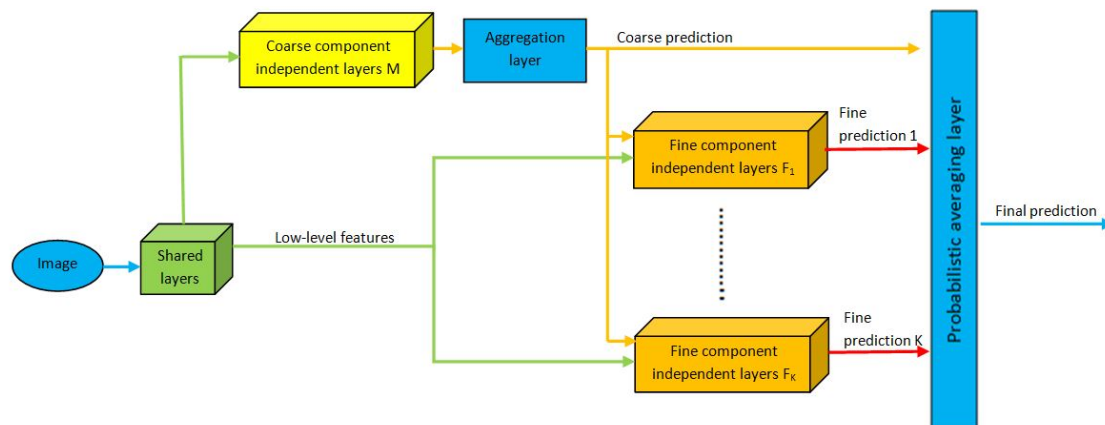 Coarse component
independent layers M
Aggregation
layer
Coarse prediction
Fine component
independent layers F₁
Fine
prediction 1
Probabilistic averaging layer
Final prediction
Low-level features
Image
Shared
layers
Fine component
independent layers Fₖ
Fine
prediction K